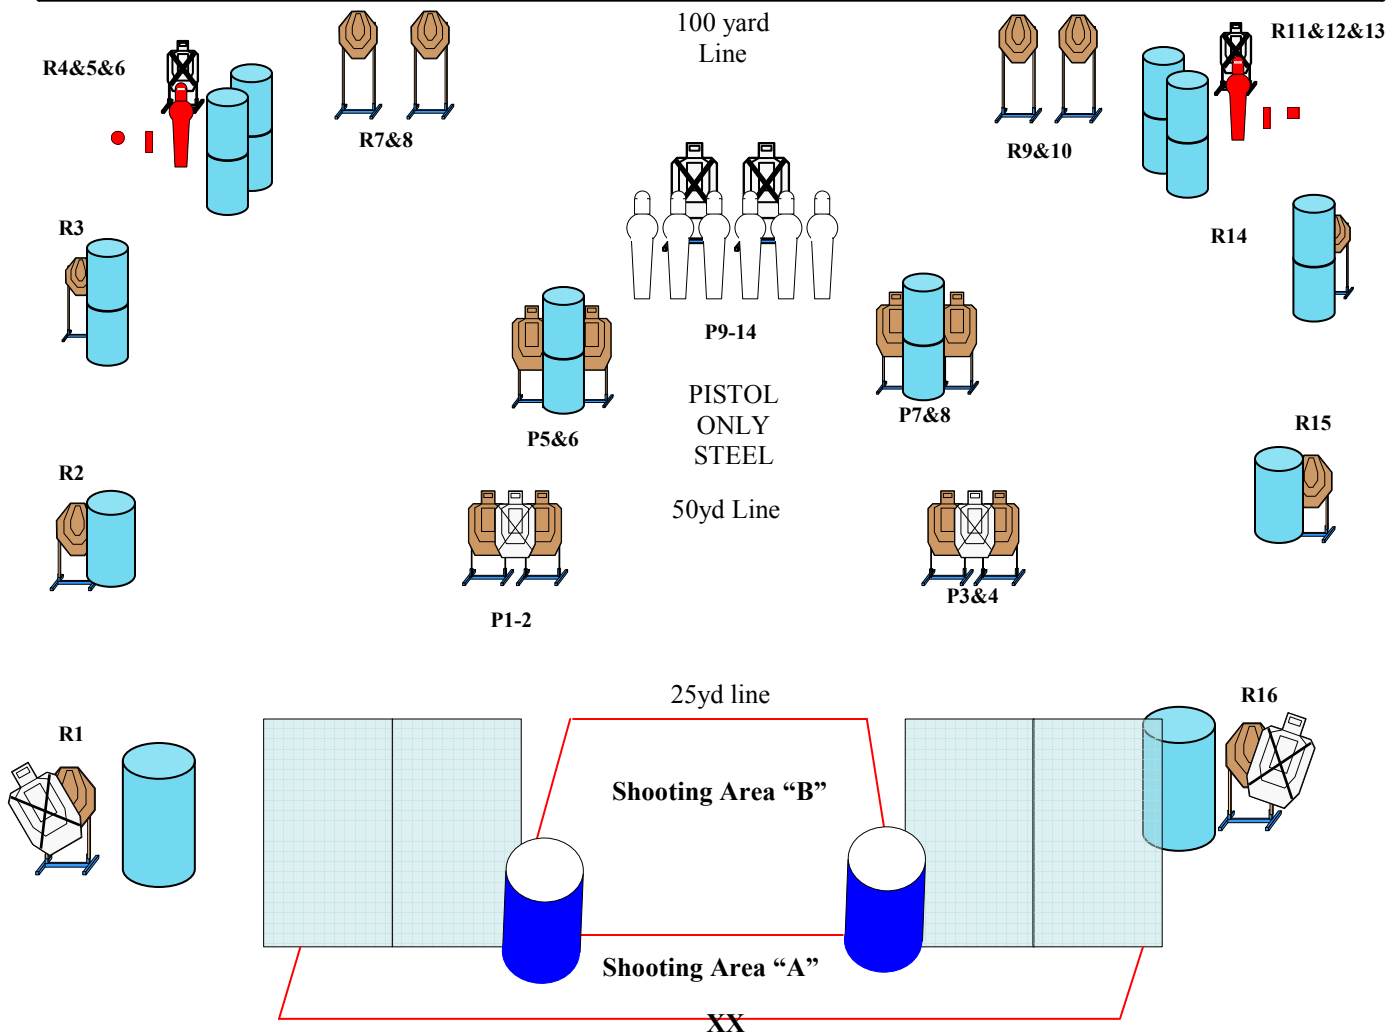 100 yard
Line
R11&12&13
R4&5&6
R7&8
R9&10
R3
R14
P9-14
PISTOL
ONLY
STEEL
P5&6
P7&8
R2
R15
50yd Line
P1-2
P3&4
25yd line
R1
R16
Shooting Area “B”
Shooting Area “A”
XX